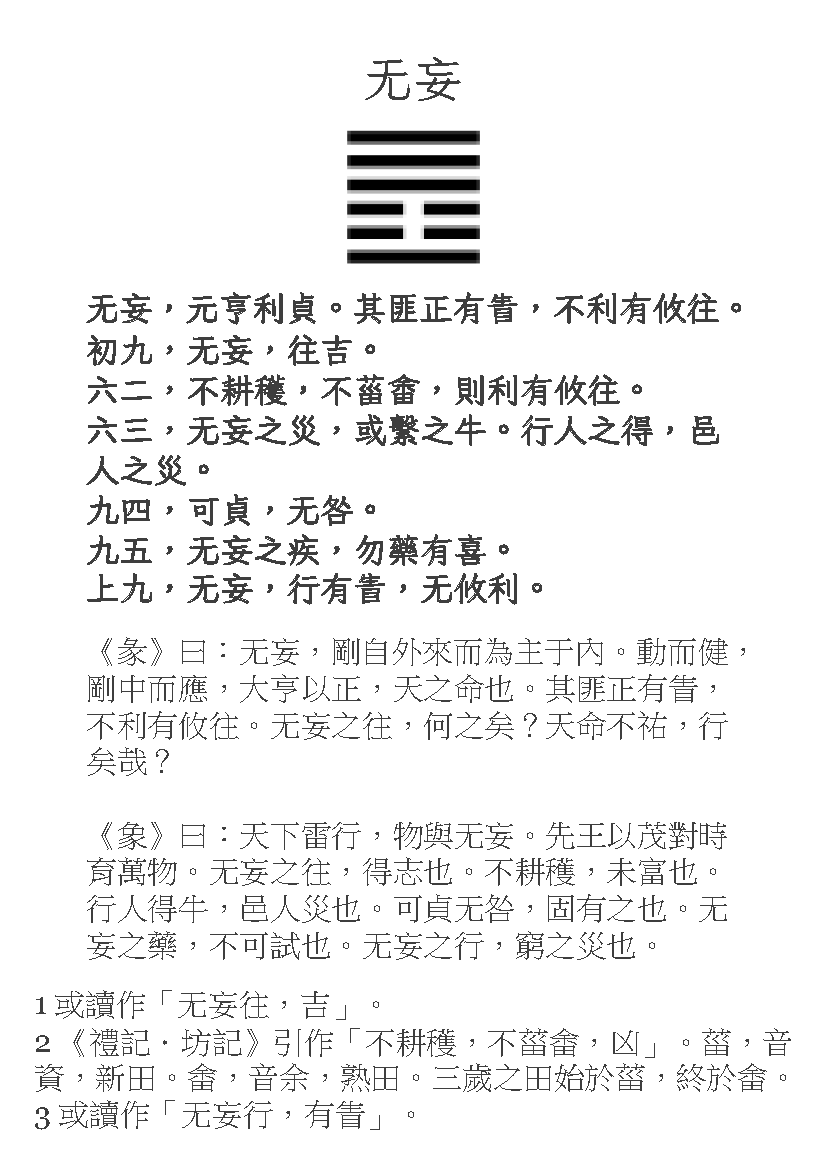 无妄
无妄，元亨利貞。其匪正有眚，不利有攸往。
初九，无妄，往吉。
六二，不耕穫，不菑畬，則利有攸往。
六三，无妄之災，或繫之牛。行人之得，邑
人之災。
九四，可貞，无咎。
九五，无妄之疾，勿藥有喜。
上九，无妄，行有眚，无攸利。
《彖》曰：无妄，剛自外來而為主于內。動而健，
剛中而應，大亨以正，天之命也。其匪正有眚，
不利有攸往。无妄之往，何之矣？天命不祐，行
矣哉？
《象》曰：天下雷行，物與无妄。先王以茂對時
育萬物。无妄之往，得志也。不耕穫，未富也。
行人得牛，邑人災也。可貞无咎，固有之也。无
妄之藥，不可試也。无妄之行，窮之災也。
1 或讀作「无妄往，吉」。
2 《禮記．坊記》引作「不耕穫，不菑畬，凶」。菑，音
資，新田。畬，音余，熟田。三歲之田始於菑，終於畬。
3 或讀作「无妄行，有眚」。